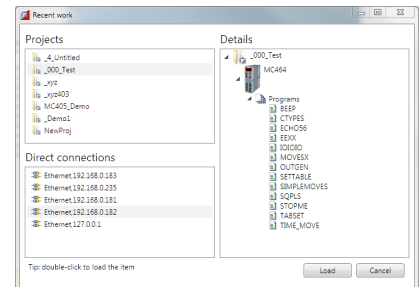 Recent work
Projects
_4_Untitled
_000_Test
_xyz
_xyz403
MC405_Demo
_Demo1
NewProj
Direct connections
Ethernet,192.168.0.183
Ethernet,192.168.0.235
Ethernet,192.168.0.181
Ethernet,192.168.0.182
Ethernet,127.0.0.1
Details
_000_Test
MC464
Programs
BEEP
CTYPES
ECHO56
EEXX
IOIOIO
MOVESX
OUTGEN
SETTABLE
SIMPLEMOVES
SQPLS
STOPME
TABSET
TIME_MOVE
Tip: double-click to load the item
Load
Cancel